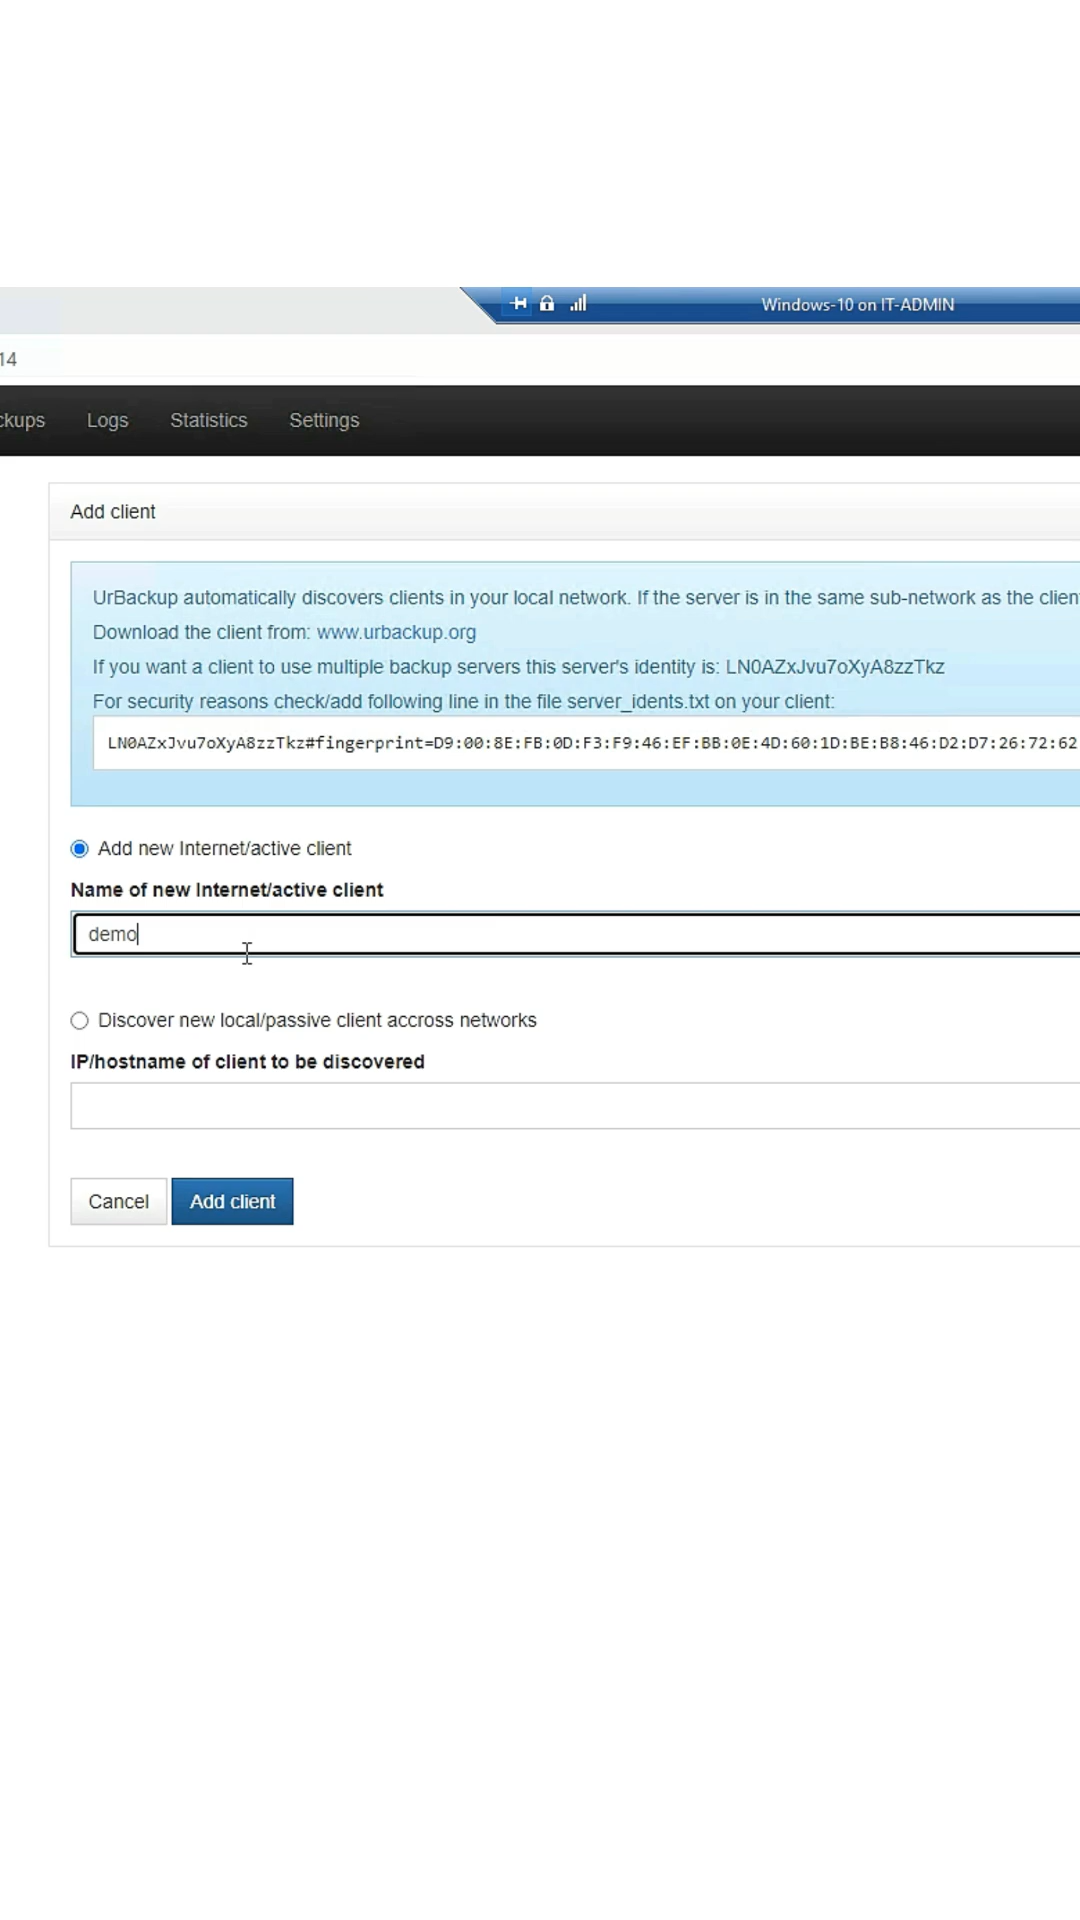 Windows-10 on IT-ADMIN
14
ckups Logs Statistics Settings
Add client
UrBackup automatically discovers clients in your local network. If the server is in the same sub-network as the clien
Download the client from: www.urbackup.org
If you want a client to use multiple backup servers this server's identity is: LN0AZxJvu7oXyA8zzTkz
For security reasons check/add following line in the file server_idents.txt on your client:
LN0AZxJvu7oXyA8zzTkz#fingerprint=D9:00:8E:FB:0D:F3:F9:46:EF:BB:0E:4D:60:1D:BE:B8:46:D2:D7:26:72:62
Add new Internet/active client
Name of new Internet/active client
demo
Discover new local/passive client accross networks
IP/hostname of client to be discovered
Cancel Add client